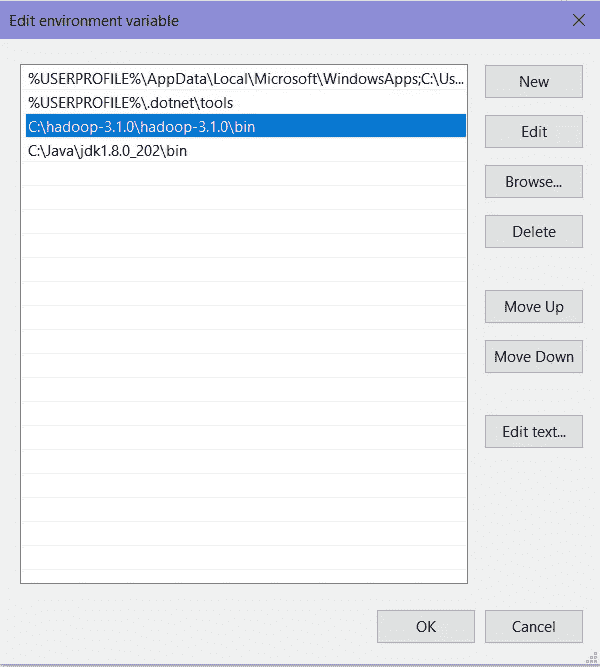 Edit environment variable
%USERPROFILE%\AppData\Local\Microsoft\WindowsApps;C:\Us...
%USERPROFILE%\.dotnet\tools
C:\hadoop-3.1.0\hadoop-3.1.0\bin
C:\Java\jdk1.8.0_202\bin
New
Edit
Browse...
Delete
Move Up
Move Down
Edit text...
OK
Cancel